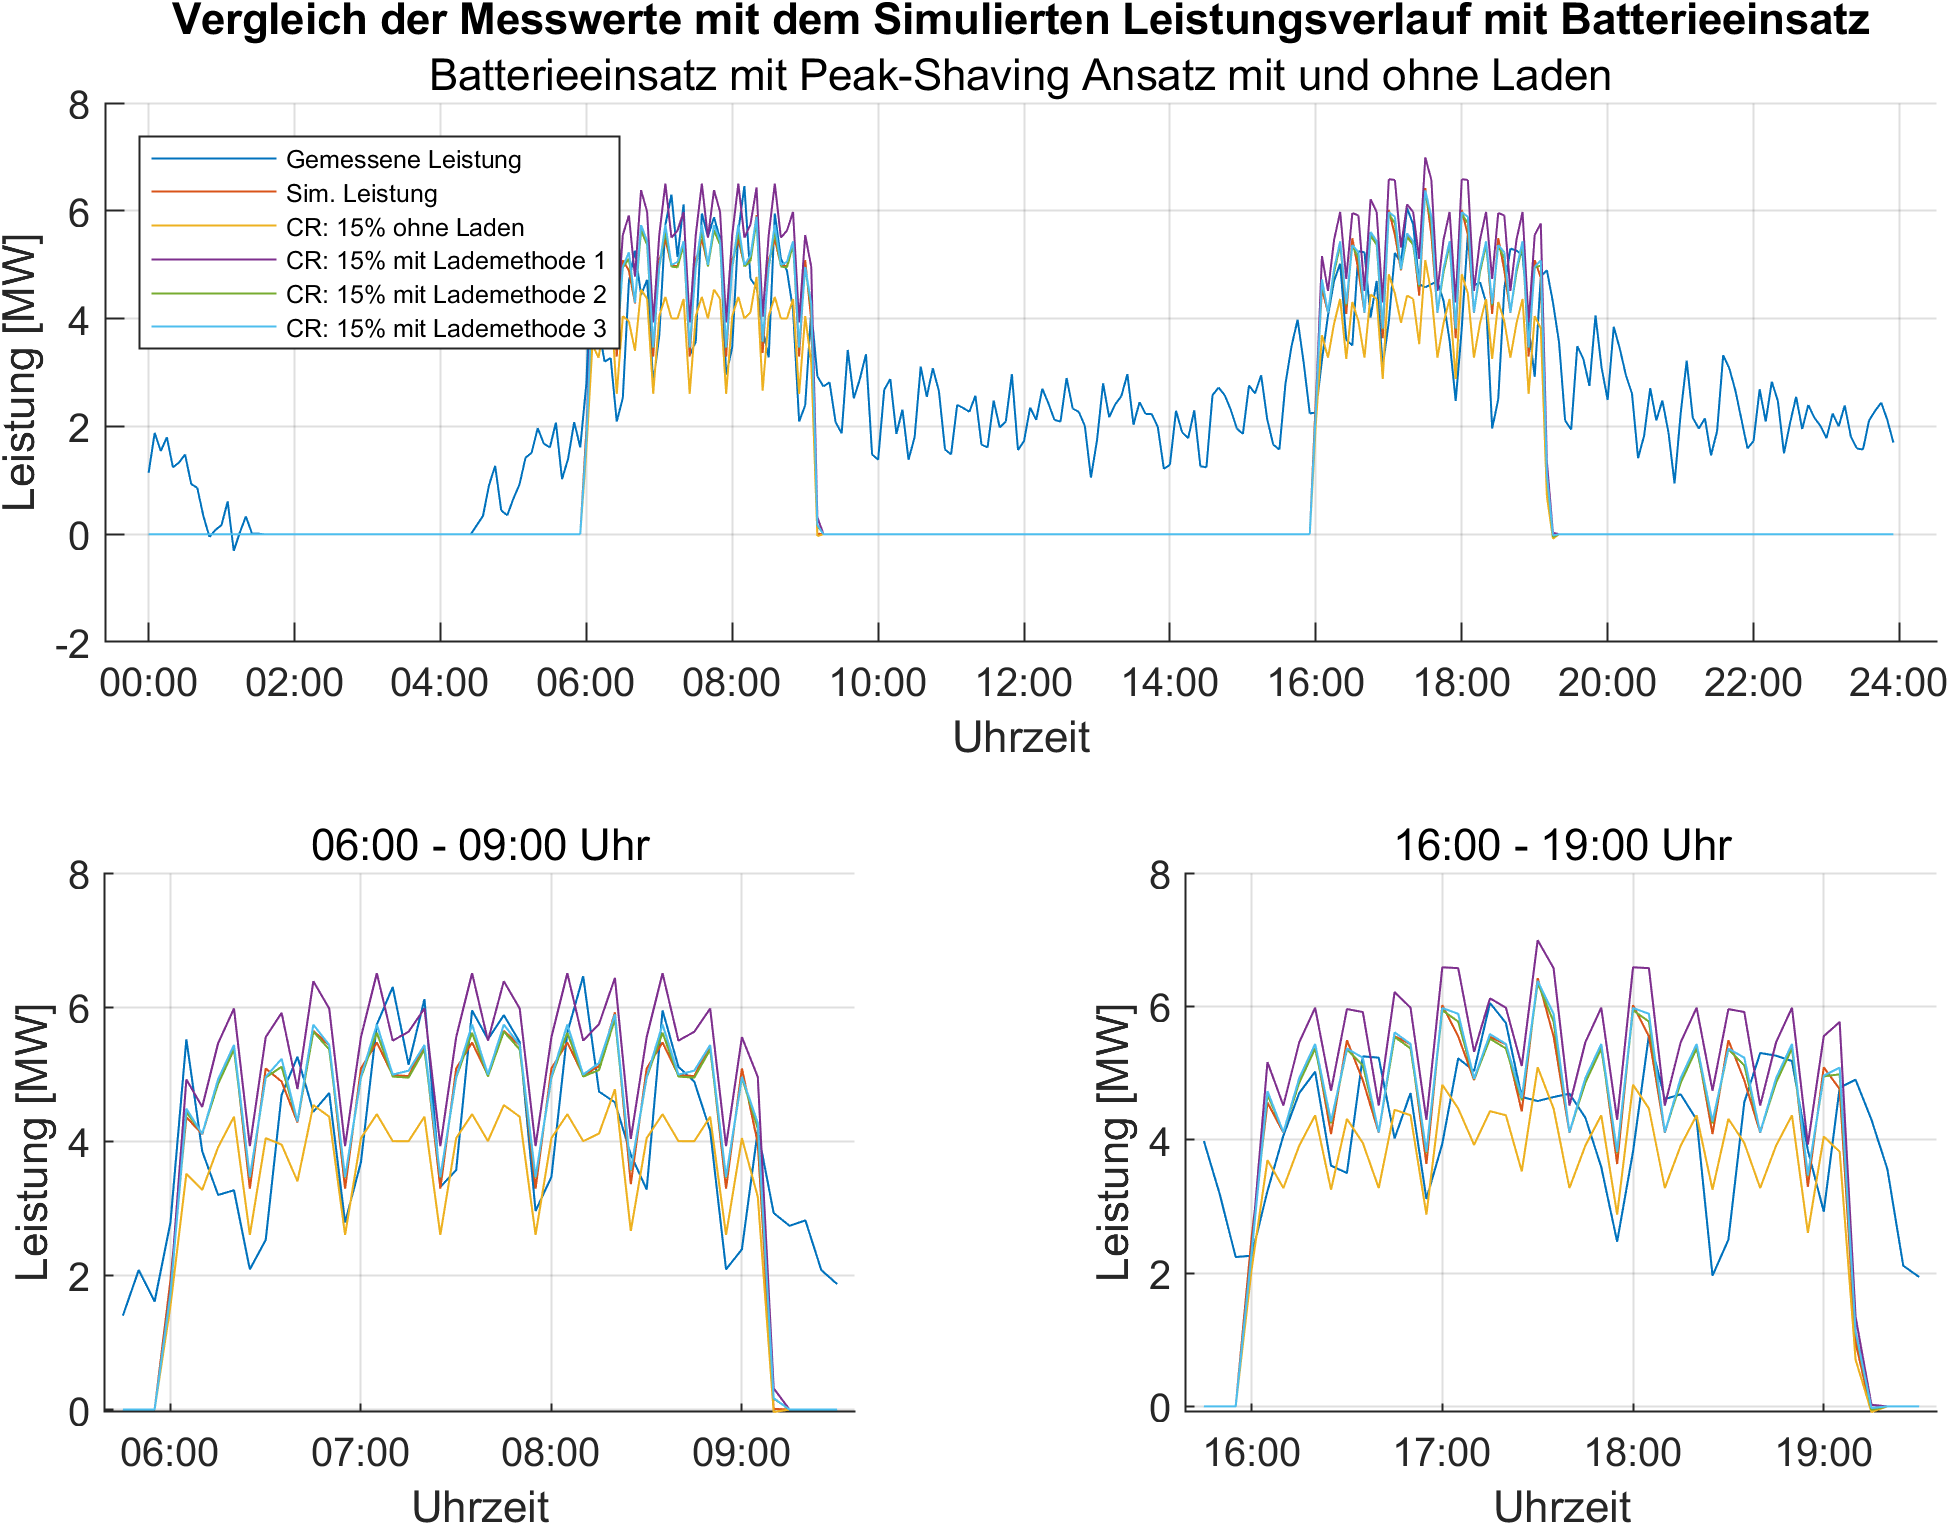 Vergleich der Messwerte mit dem Simulierten Leistungsverlauf mit Batterieeinsatz
Batterieeinsatz mit Peak-Shaving Ansatz mit und ohne Laden
8
6
4
2
0
-2
Leistung [MW]
Gemessene Leistung
Sim. Leistung
CR: 15% ohne Laden
CR: 15% mit Lademethode 1
CR: 15% mit Lademethode 2
CR: 15% mit Lademethode 3
00:00 02:00 04:00 06:00 08:00 10:00 12:00 14:00 16:00 18:00 20:00 22:00 24:00
Uhrzeit
06:00 - 09:00 Uhr
8
6
4
2
0
Leistung [MW]
06:00 07:00 08:00 09:00
Uhrzeit
16:00 - 19:00 Uhr
8
6
4
2
0
Leistung [MW]
16:00 17:00 18:00 19:00
Uhrzeit